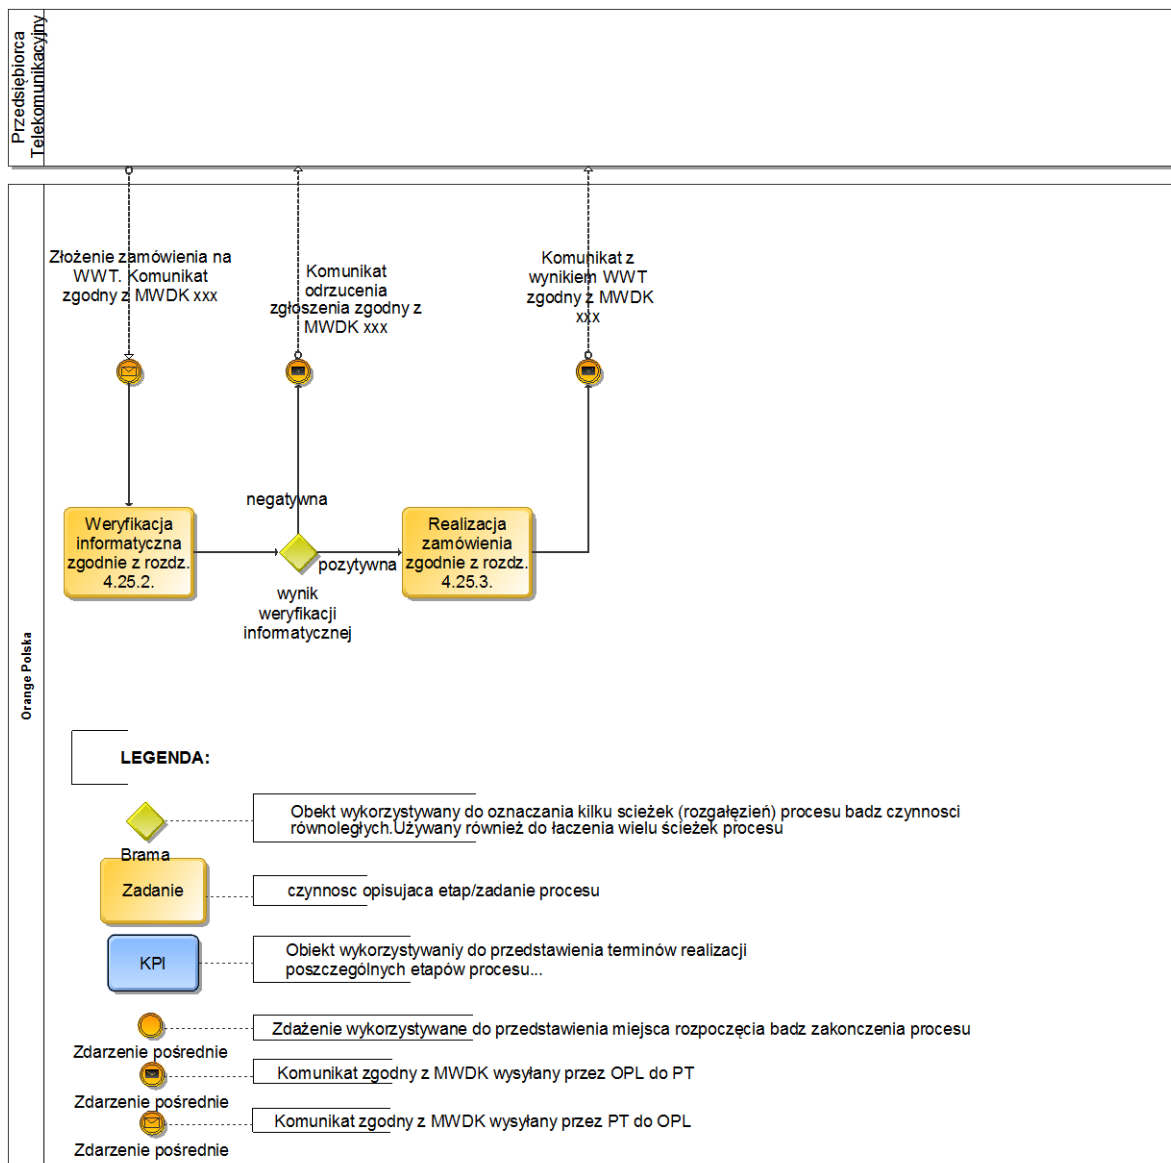 Przedsiębiorca
Telekomunikacyjny
Złożenie zamówienia na
WWT. Komunikat
zgodny z MWDK xxx
Komunikat
odrzucenia
zgłoszenia zgodny z
MWDK xxx
Komunikat z
wynikiem WWT
zgodny z MWDK
xxx
negatywna
Weryfikacja
informatyczna
zgodnie z rozdz.
4.25.2.
pozytywna
wynik
weryfikacji
informatycznej
Realizacja
zamówienia
zgodnie z rozdz.
4.25.3.
Orange Polska
LEGENDA:
Obekt wykorzystywany do oznaczania kilku scieżek (rozgałęzień) procesu badz czynnosci
równoległych.Używany również do łaczenia wielu ścieżek procesu
Brama
Zadanie
czynnosc opisujaca etap/zadanie procesu
KPI
Obiekt wykorzystywaniy do przedstawienia terminów realizacji
poszczególnych etapów procesu...
Zdażenie wykorzystywane do przedstawienia miejsca rozpoczęcia badz zakonczenia procesu
Zdarzenie pośrednie
Komunikat zgodny z MWDK wysyłany przez OPL do PT
Zdarzenie pośrednie
Komunikat zgodny z MWDK wysyłany przez PT do OPL
Zdarzenie pośrednie